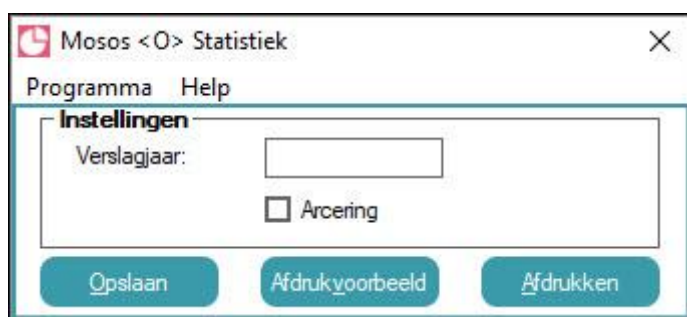 Mosos <O> Statistiek
Programma Help
Instellingen
Verslagjaar:
Arcering
Opslaan Afdrukvoorbeeld Afdrukken